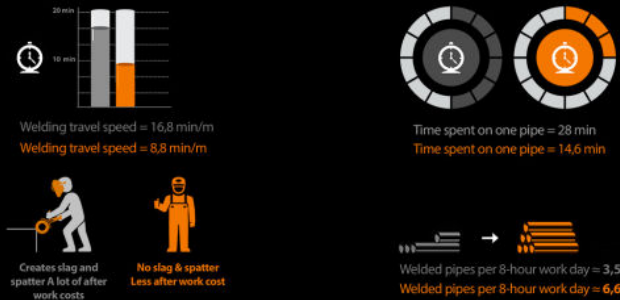 20 min
10 min
Welding travel speed = 16,8 min/m
Welding travel speed = 8,8 min/m
Time spent on one pipe = 28 min
Time spent on one pipe = 14,6 min
Creates slag and
spatter A lot of after
work costs
No slag & spatter
Less after work cost
Welded pipes per 8-hour work day ≈ 3,5
Welded pipes per 8-hour work day ≈ 6,6